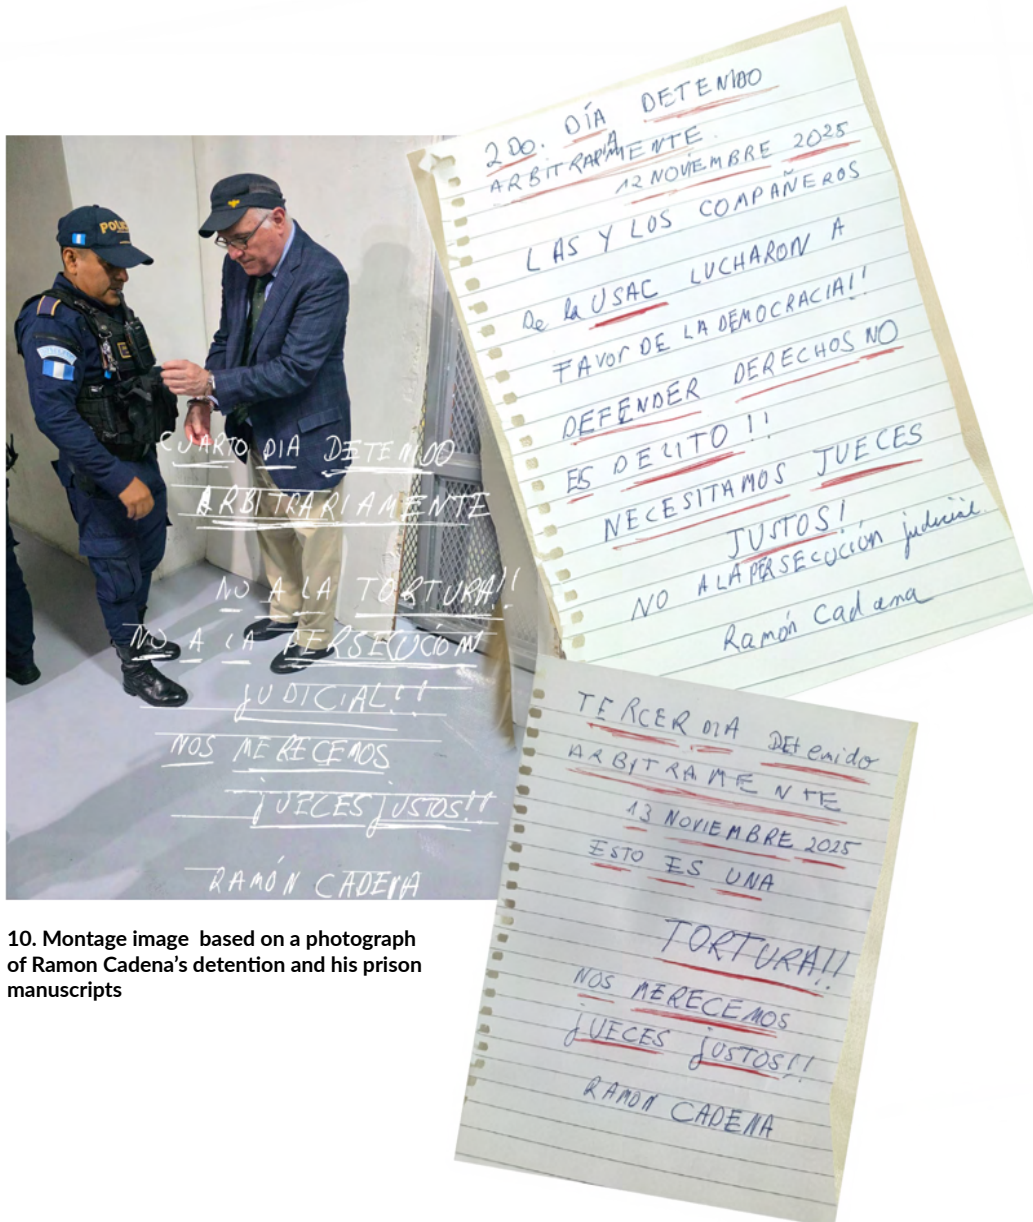 POLI
2DO. DÍA DETENIDO
ARBITRARIAMENTE.
12 NOVIEMBRE 2025
LAS Y LOS COMPAÑEROS
De la USAC LUCHARON A
FAVOR DE LA DEMOCRACIA!!
DEFENDER DERECHOS NO
ES DELITO!!
NECESITAMOS JUECES
JUSTOS!
NO A LA PERSECUCIÓN judicial.
Ramón Cadena
CUARTO DIA DETENIDO
ARBITRARIAMENTE
NO A LA TORTURA!!
NO A LA PERSECUCIÓN
JUDICIAL!!
NOS MERECEMOS
JUECES JUSTOS!!
RAMÓN CADENA
TERCER DIA DETenido
ARBITRAMENTE
13 NOVIEMBRE 2025
ESTO ES UNA
TORTURA!!
NOS MERECEMOS
jUECES jUSTOS!!
RAMÓN CADENA
10. Montage image based on a photograph
of Ramon Cadena's detention and his prison
manuscripts